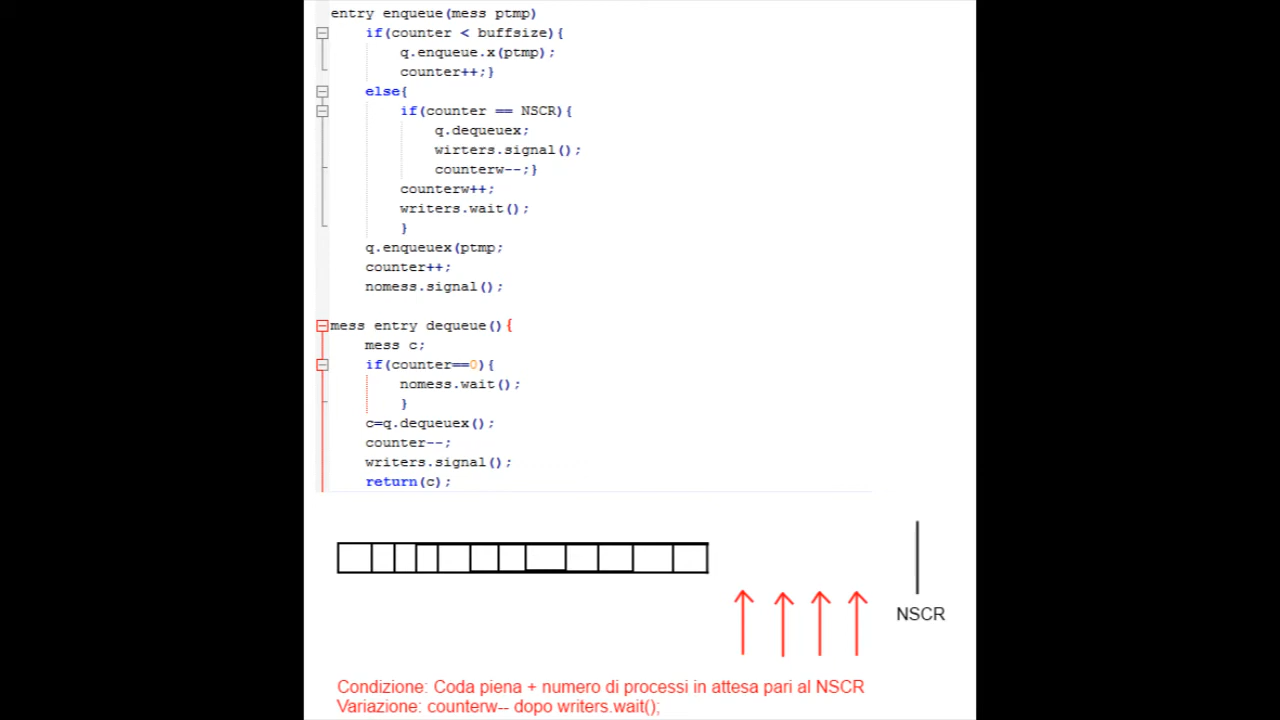 entry enqueue(mess ptmp)
if(counter < buffsize){
q.enqueue.x(ptmp);
counter++;}
else{
if(counter == NSCR){
q.dequeuex;
wirters.signal();
counterw--;}
counterw++;
writers.wait();
}
q.enqueuex(ptmp;
counter++;
nomess.signal();
mess entry dequeue(){
mess c;
if(counter==0){
nomess.wait();
}
c=q.dequeuex();
counter--;
writers.signal();
return(c);
NSCR
Condizione: Coda piena + numero di processi in attesa pari al NSCR
Variazione: counterw-- dopo writers.wait();